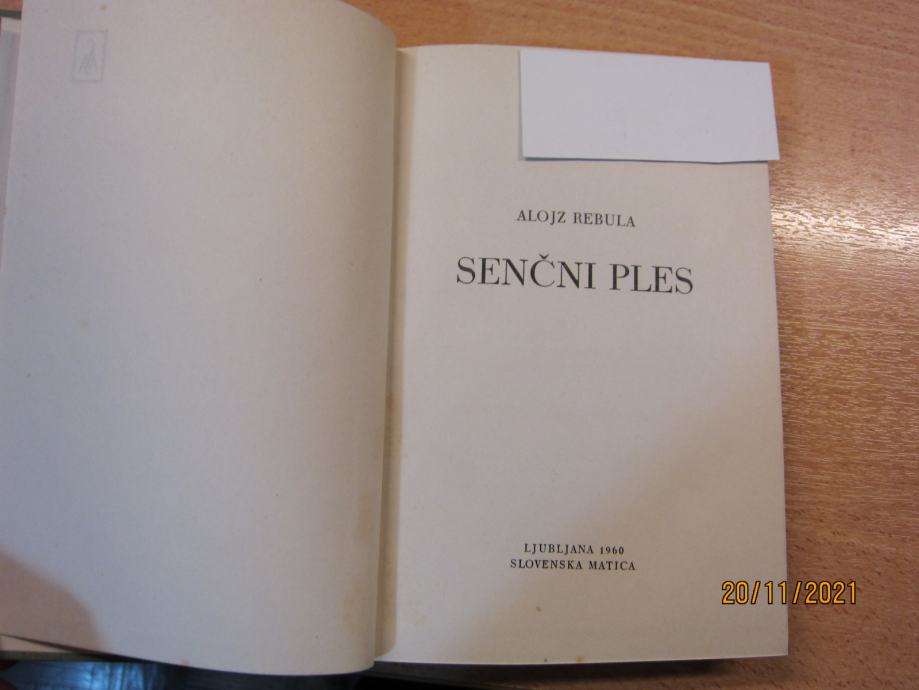 ALOJZ REBULA
SENČNI PLES
LJUBLJANA 1960
SLOVENSKA MATICA
20/11/2021